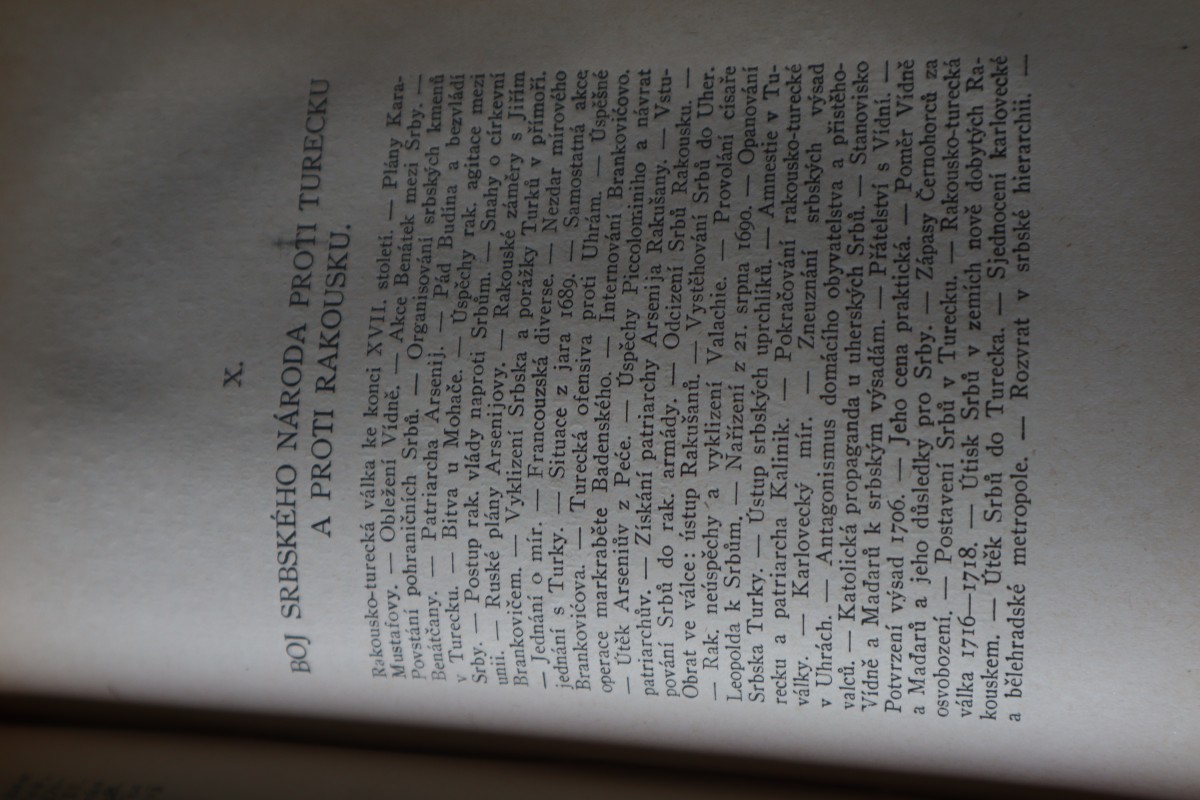 X.
BOJ SRBSKÉHO NÁRODA PROTI TURECKU
A PROTI RAKOUSKU.
Rakousko-turecká válka ke konci XVII. století. — Plány Kara-
Mustafovy. — Obležení Vídně. — Akce Benátek mezi Srby. —
Povstání pohraničních Srbů. — Organisování srbských kmenů
Benátčany. — Patriarcha Arsenij. — Pád Budína a bezvládí
v Turecku. — Bitva u Mohače. — Úspěchy rak. agitace mezi
Srby. — Postup rak. vlády naproti Srbům. — Snahy o církevní
unii. — Ruské plány Arsenijovy. — Rakouské záměry s Jiřím
Brankovičem. — Vyklizení Srbska a porážky Turků v přímoří.
— Jednání o mír. — Francouzská diverse. — Nezdar mírového
jednání s Turky. — Situace z jara 1689. — Samostatná akce
Brankovićova. — Turecká ofensiva proti Uhrám. — Úspěšné
operace markraběte Badenského. — Internování Brankovićovo.
— Útěk Arseniův z Peće. — Úspěchy Piccolominiho a návrat
patriarchův. — Získání patriarchy Arsenija Rakušany. — Vstu-
pování Srbů do rak. armády. — Odcizení Srbů Rakousku. —
Obrat ve válce: ústup Rakušanů. — Vystěhování Srbů do Uher.
— Rak. neúspěchy a vyklizení Valachie. — Provolání císaře
Leopolda k Srbům. — Nařízení z 21. srpna 1690. — Opanování
Srbska Turky. — Ústup srbských uprchlíků. — Amnestie v Tu-
recku a patriarcha Kalinik. — Pokračování rakousko-turecké
války. — Karlovecký mír. — Zneuznání srbských výsad
v Uhrách. — Antagonismus domácího obyvatelstva a přistěho-
valců. — Katolická propaganda u uherských Srbů. — Stanovisko
Vídně a Maďarů k srbským výsadám. — Přátelství s Vídní. —
Potvrzení výsad 1706. — Jeho cena praktická. — Poměr Vídně
a Maďarů a jeho důsledky pro Srby. — Zápasy Černohorců za
osvobození. — Postavení Srbů v Turecku. — Rakousko-turecká
válka 1716—1718. — Útisk Srbů v zemích nově dobytých Ra-
kouskem. — Útěk Srbů do Turecka. — Sjednocení karlovecké
a bělehradské metropole. — Rozvrat v srbské hierarchii. —